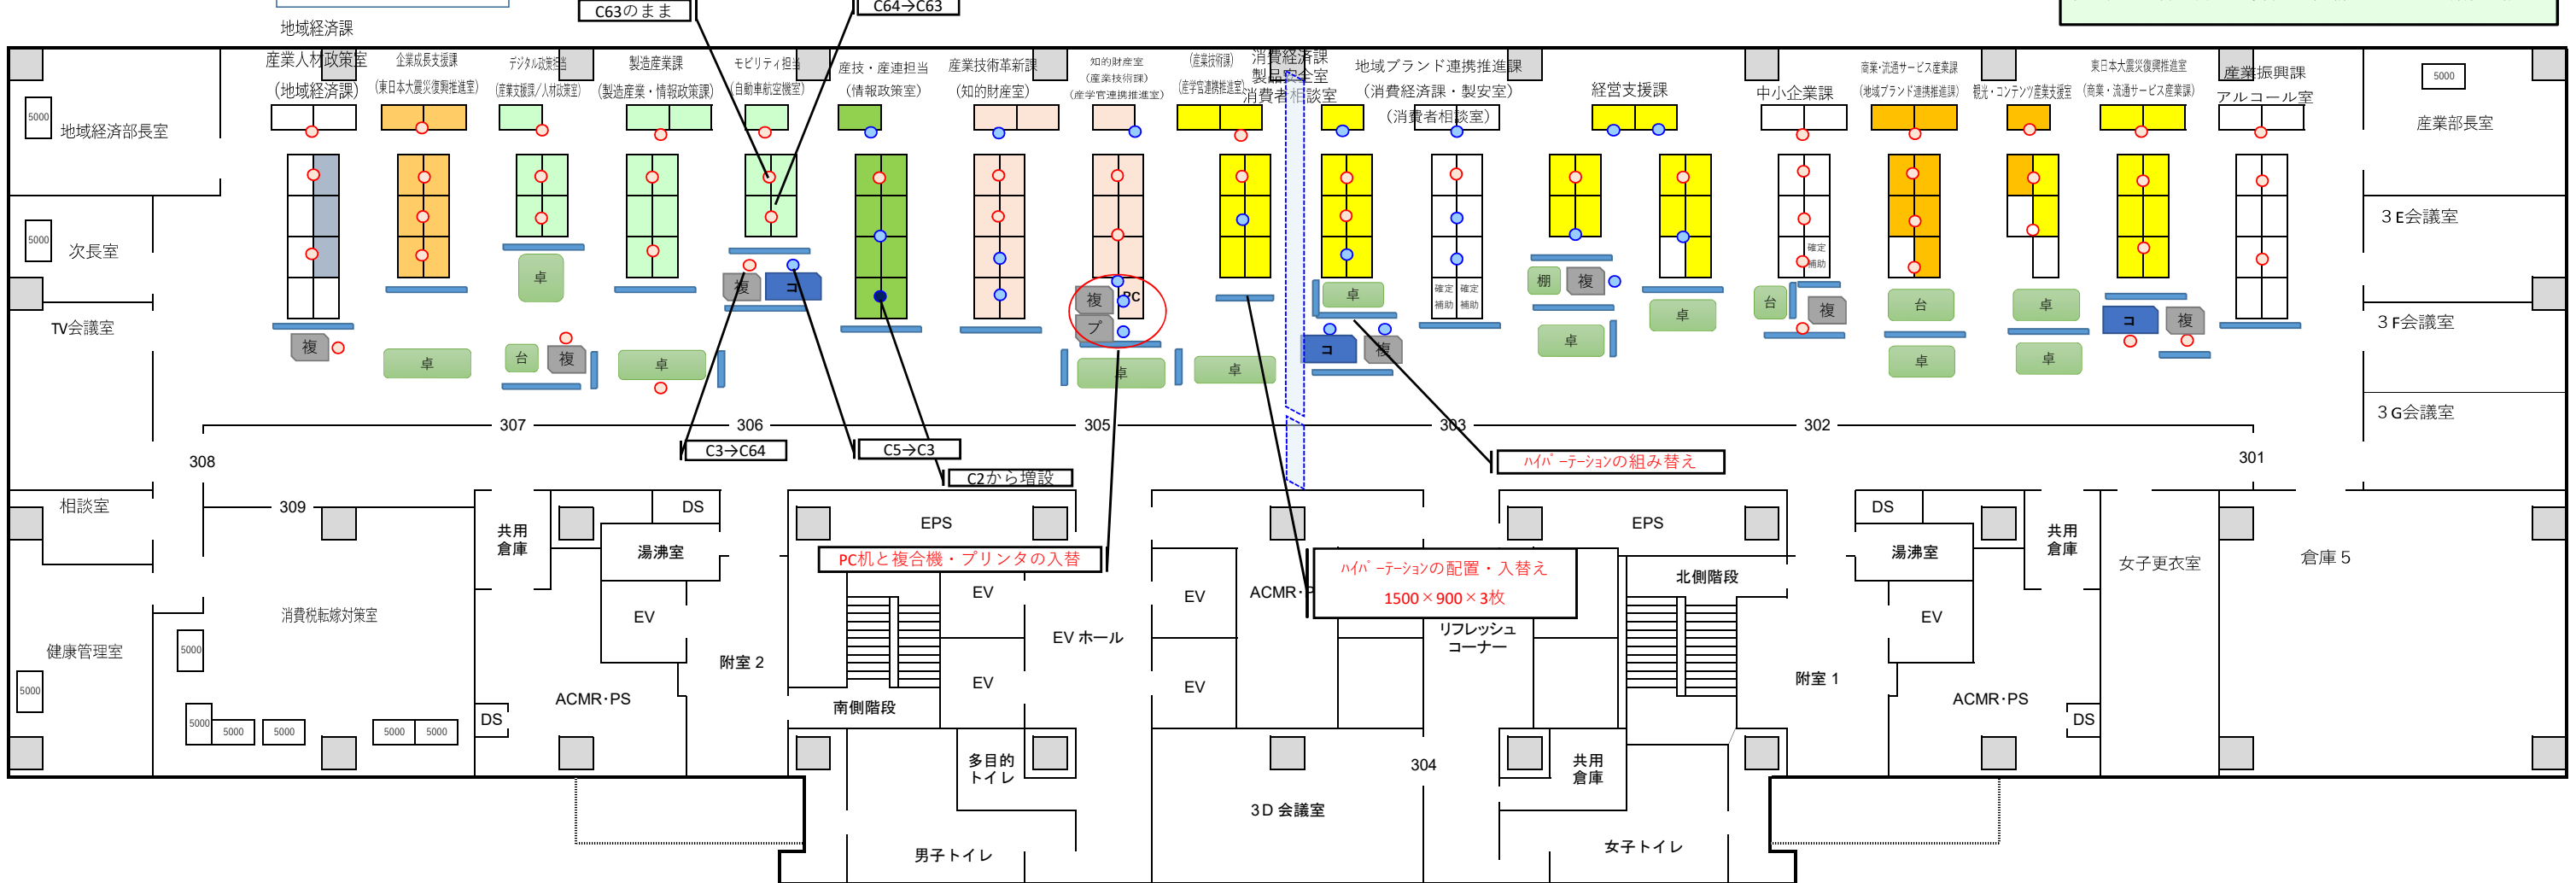 C63のまま
C64→C63
地域経済課
産業人材政策室
(地域経済課)
企業成長支援課
(東日本大震災復興推進室)
デジタル政策担当
(産業支援課/人材政策室)
製造産業課
(製造産業・情報政策課)
モビリティ担当
(自動車航空機室)
産技・産連担当
(情報政策室)
産業技術革新課
(知的財産室)
知的財産室
(産業技術課)
(産学官連携推進室)
(産業技術課)
(産学官連携推進室)
消費経済課
製品安全室
消費者相談室
地域ブランド連携推進課
(消費経済課・製安室)
(消費者相談室)
経営支援課
中小企業課
商業・流通サービス産業課
(地域ブランド連携推進課)
観光・コンテンツ産業支援室
東日本大震災復興推進室
(商業・流通サービス産業課)
産業振興課
アルコール室
5000
地域経済部長室
5000
産業部長室
5000
次長室
TV会議室
3E会議室
3F会議室
3G会議室
卓
複
コ
複
PC
プ
確定
補助
確定
補助
確定
補助
卓
棚
複
卓
台
複
台
卓
コ
複
複
卓
台
複
卓
卓
卓
コ
複
卓
卓
卓
307
306
305
303
302
308
301
C3→C64
C5→C3
C2から増設
ﾊｲﾊﾟｰテーションの組み替え
相談室
309
共用
倉庫
DS
湯沸室
EV
EPS
PC机と複合機・プリンタの入替
ﾊｲﾊﾟｰテーションの配置・入替え
1500×900×3枚
EPS
北側階段
DS
湯沸室
EV
共用
倉庫
女子更衣室
倉庫5
消費税転嫁対策室
健康管理室
5000
5000
5000
5000
5000
5000
5000
DS
ACMR･PS
附室2
南側階段
EV
EV
EVホール
EV
EV
ACMR･P
リフレッシュ
コーナー
附室1
ACMR･PS
DS
多目的
トイレ
男子トイレ
3D会議室
304
共用
倉庫
女子トイレ